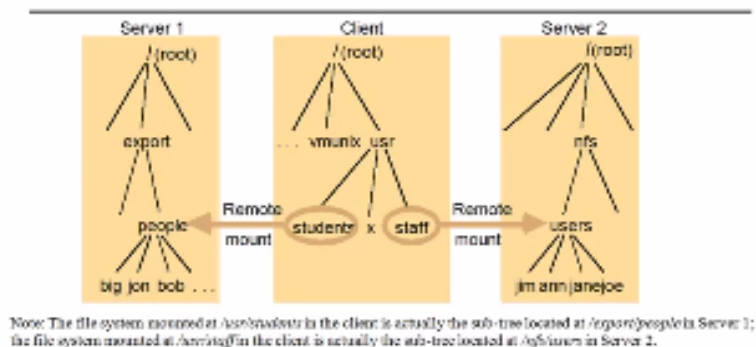 Server 1 Client Server 2
/(root) /(root) /(root)
export ... vmunix usr nfs
Remote Remote
people students x staff users
mount mount
big jon bob ... jim ann jane joe
Note: The file system mounted at /usr/students in the client is actually the sub-tree located at /export/people in Server 1;
the file system mounted at /usr/staff in the client is actually the sub-tree located at /nfs/users in Server 2.